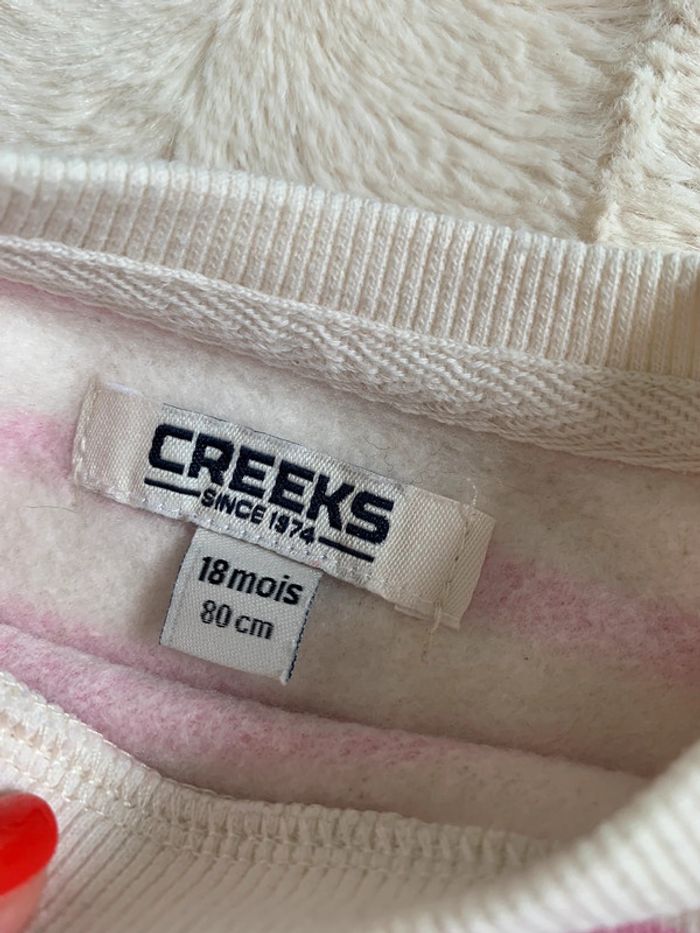 CREEKS
SINCE 1974
18 mois
80 cm